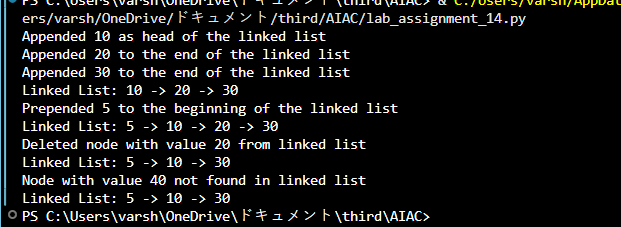 PS C:\Users\varsh\OneDrive\ドキュメント\third\AIAC> & C:/Users/varsh/AppDat
ers/varsh/OneDrive/ドキュメント/third/AIAC/lab_assignment_14.py
Appended 10 as head of the linked list
Appended 20 to the end of the linked list
Appended 30 to the end of the linked list
Linked List: 10 -> 20 -> 30
Prepended 5 to the beginning of the linked list
Linked List: 5 -> 10 -> 20 -> 30
Deleted node with value 20 from linked list
Linked List: 5 -> 10 -> 30
Node with value 40 not found in linked list
Linked List: 5 -> 10 -> 30
PS C:\Users\varsh\OneDrive\ドキュメント\third\AIAC>